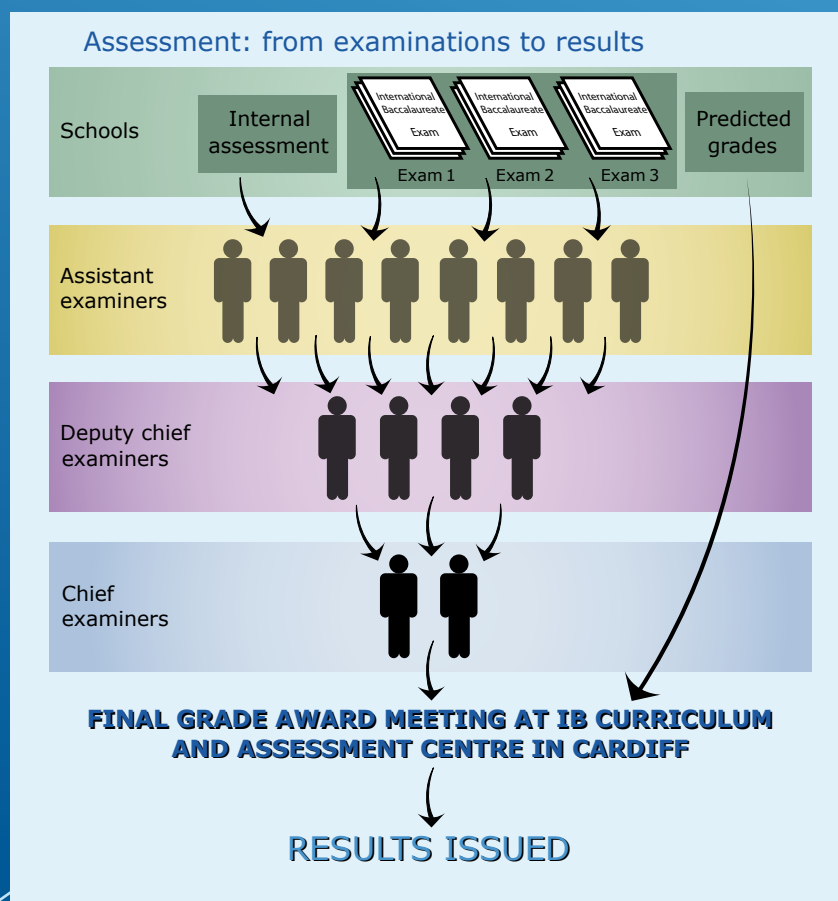 Assessment: from examinations to results
Schools
Internal
assessment
International
Baccalaureate
Exam
Exam 1
International
Baccalaureate
Exam
Exam 2
International
Baccalaureate
Exam
Exam 3
Predicted
grades
Assistant
examiners
Deputy chief
examiners
Chief
examiners
FINAL GRADE AWARD MEETING AT IB CURRICULUM
AND ASSESSMENT CENTRE IN CARDIFF
RESULTS ISSUED